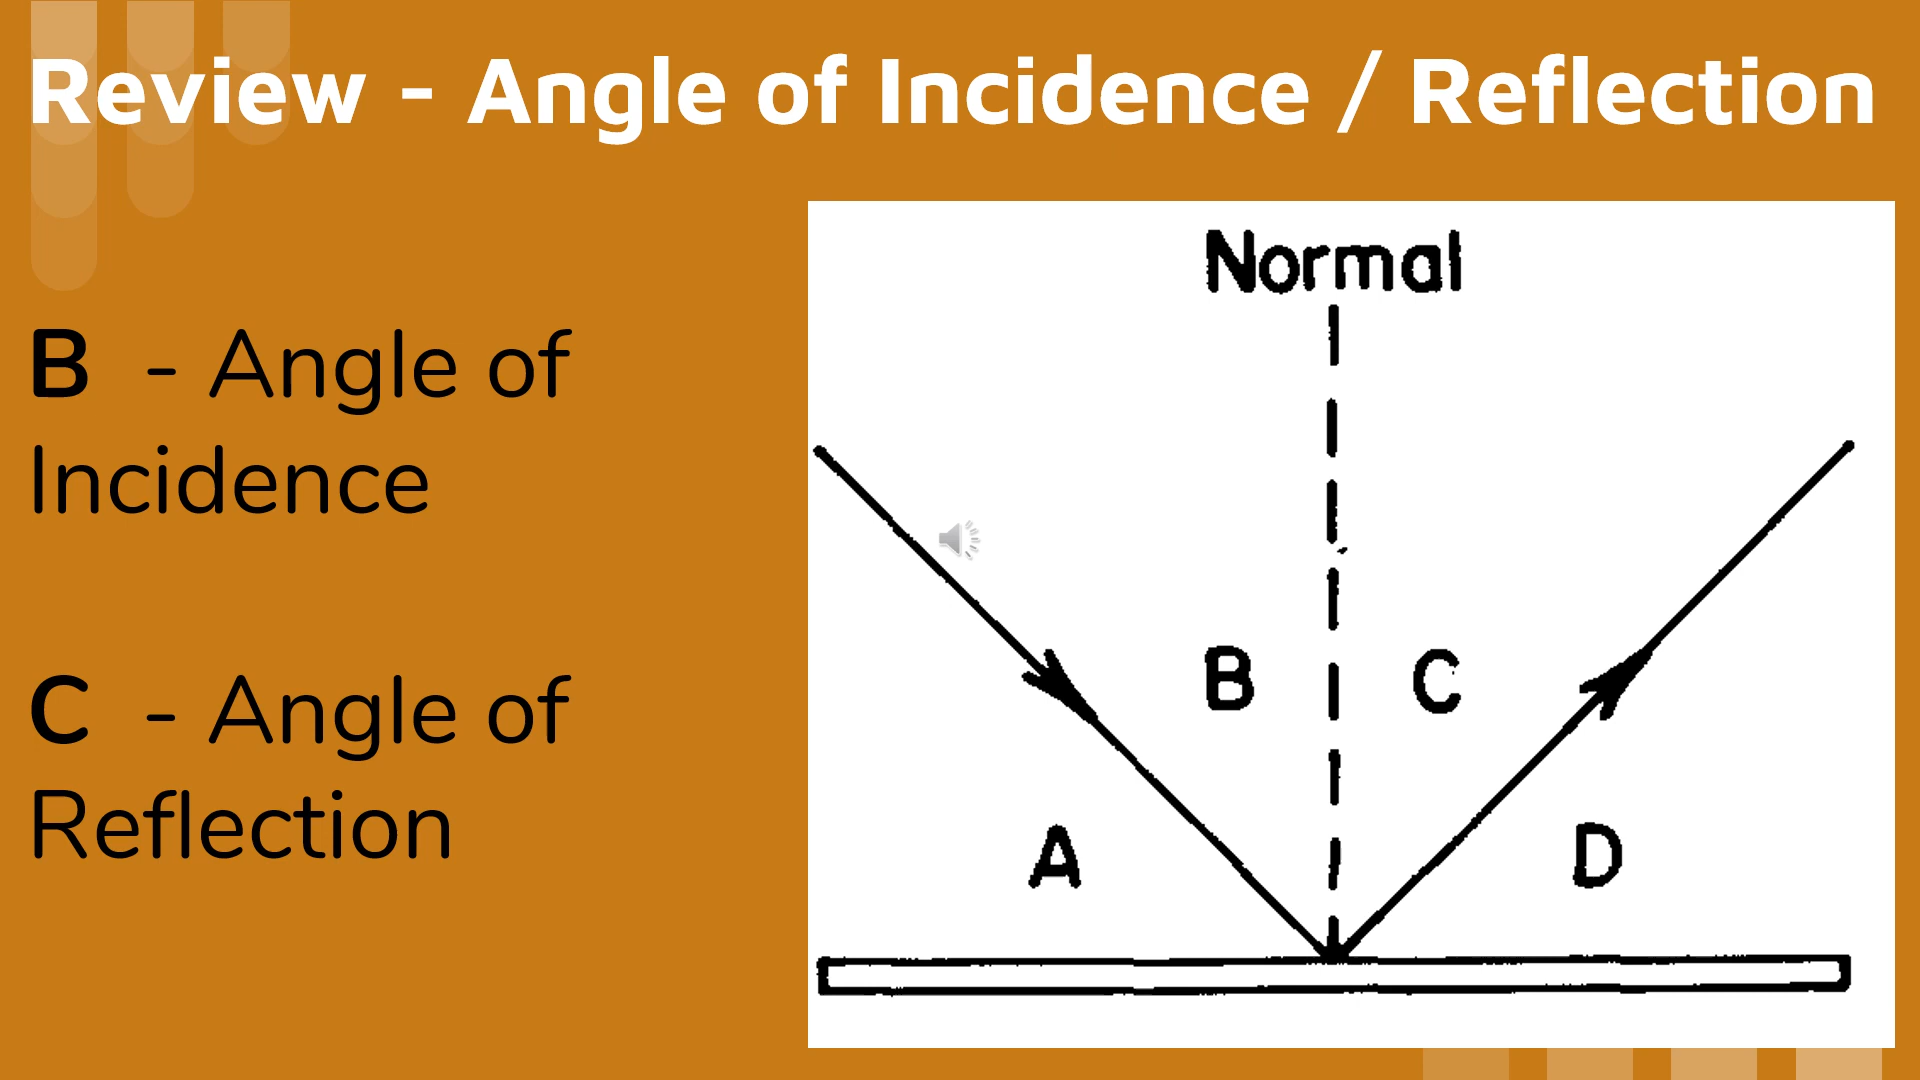 Review - Angle of Incidence / Reflection
B - Angle of
Incidence
C - Angle of
Reflection
Normal
B C
A D